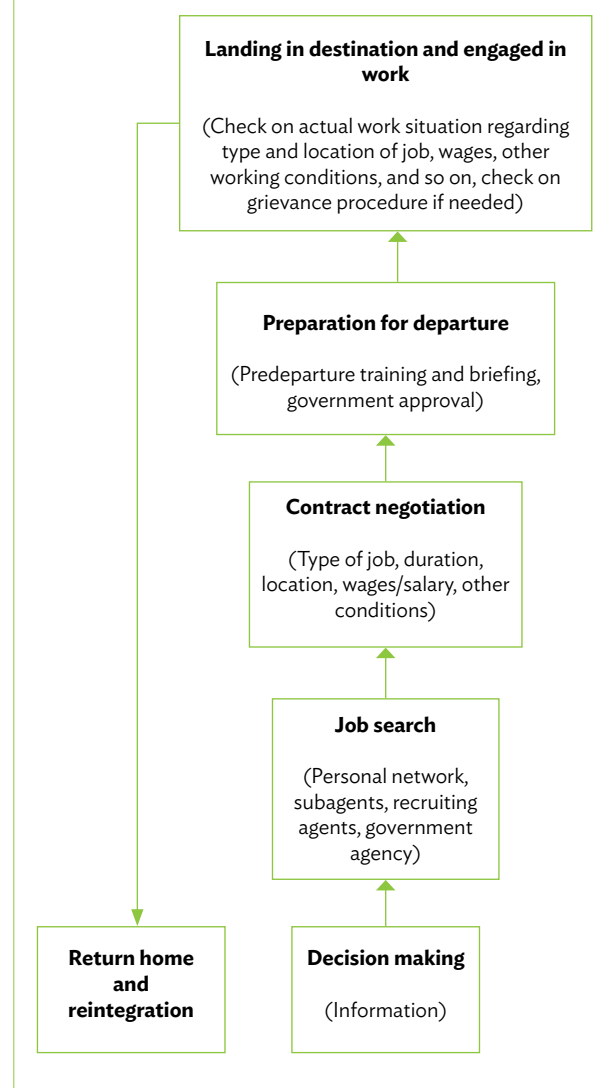 Landing in destination and engaged in
work
(Check on actual work situation regarding
type and location of job, wages, other
working conditions, and so on, check on
grievance procedure if needed)
Preparation for departure
(Predeparture training and briefing,
government approval)
Contract negotiation
(Type of job, duration,
location, wages/salary, other
conditions)
Job search
(Personal network,
subagents, recruiting
agents, government
agency)
Return home
and
reintegration
Decision making
(Information)